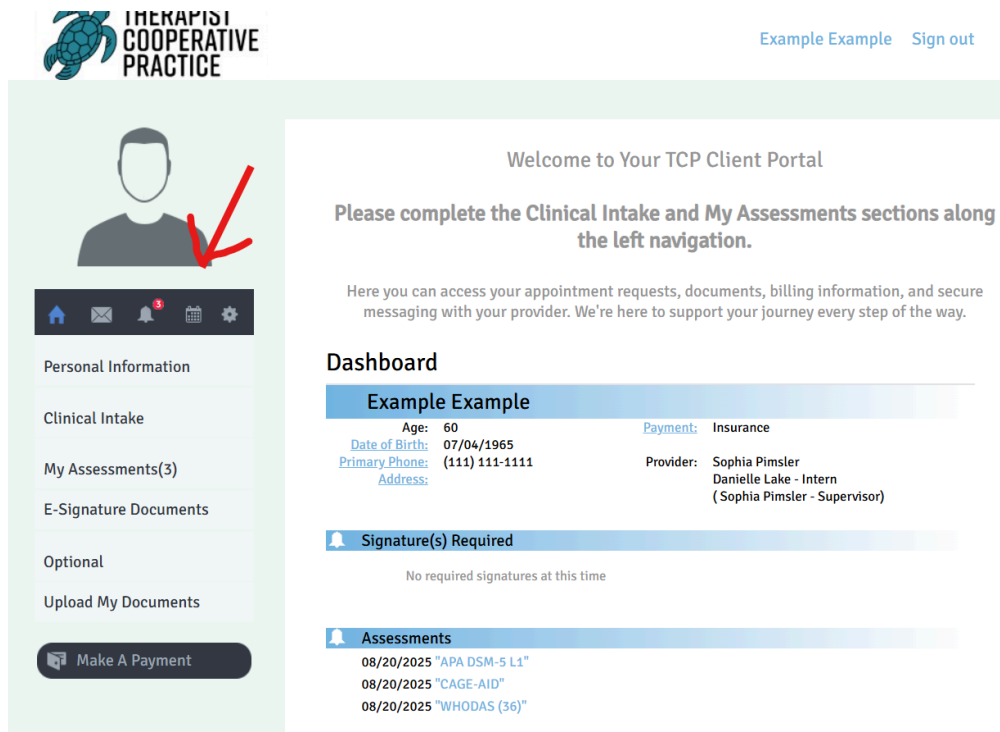 THERAPIST
COOPERATIVE
PRACTICE
Example Example Sign out
Welcome to Your TCP Client Portal
Please complete the Clinical Intake and My Assessments sections along
the left navigation.
Here you can access your appointment requests, documents, billing information, and secure
messaging with your provider. We're here to support your journey every step of the way.
3
Personal Information
Clinical Intake
My Assessments(3)
E-Signature Documents
Optional
Upload My Documents
Make A Payment
Dashboard
Example Example
Age: 60
Date of Birth: 07/04/1965
Primary Phone: (111) 111-1111
Address:
Payment: Insurance
Provider: Sophia Pimsler
Danielle Lake - Intern
( Sophia Pimsler - Supervisor)
Signature(s) Required
No required signatures at this time
Assessments
08/20/2025 "APA DSM-5 L1"
08/20/2025 "CAGE-AID"
08/20/2025 "WHODAS (36)"